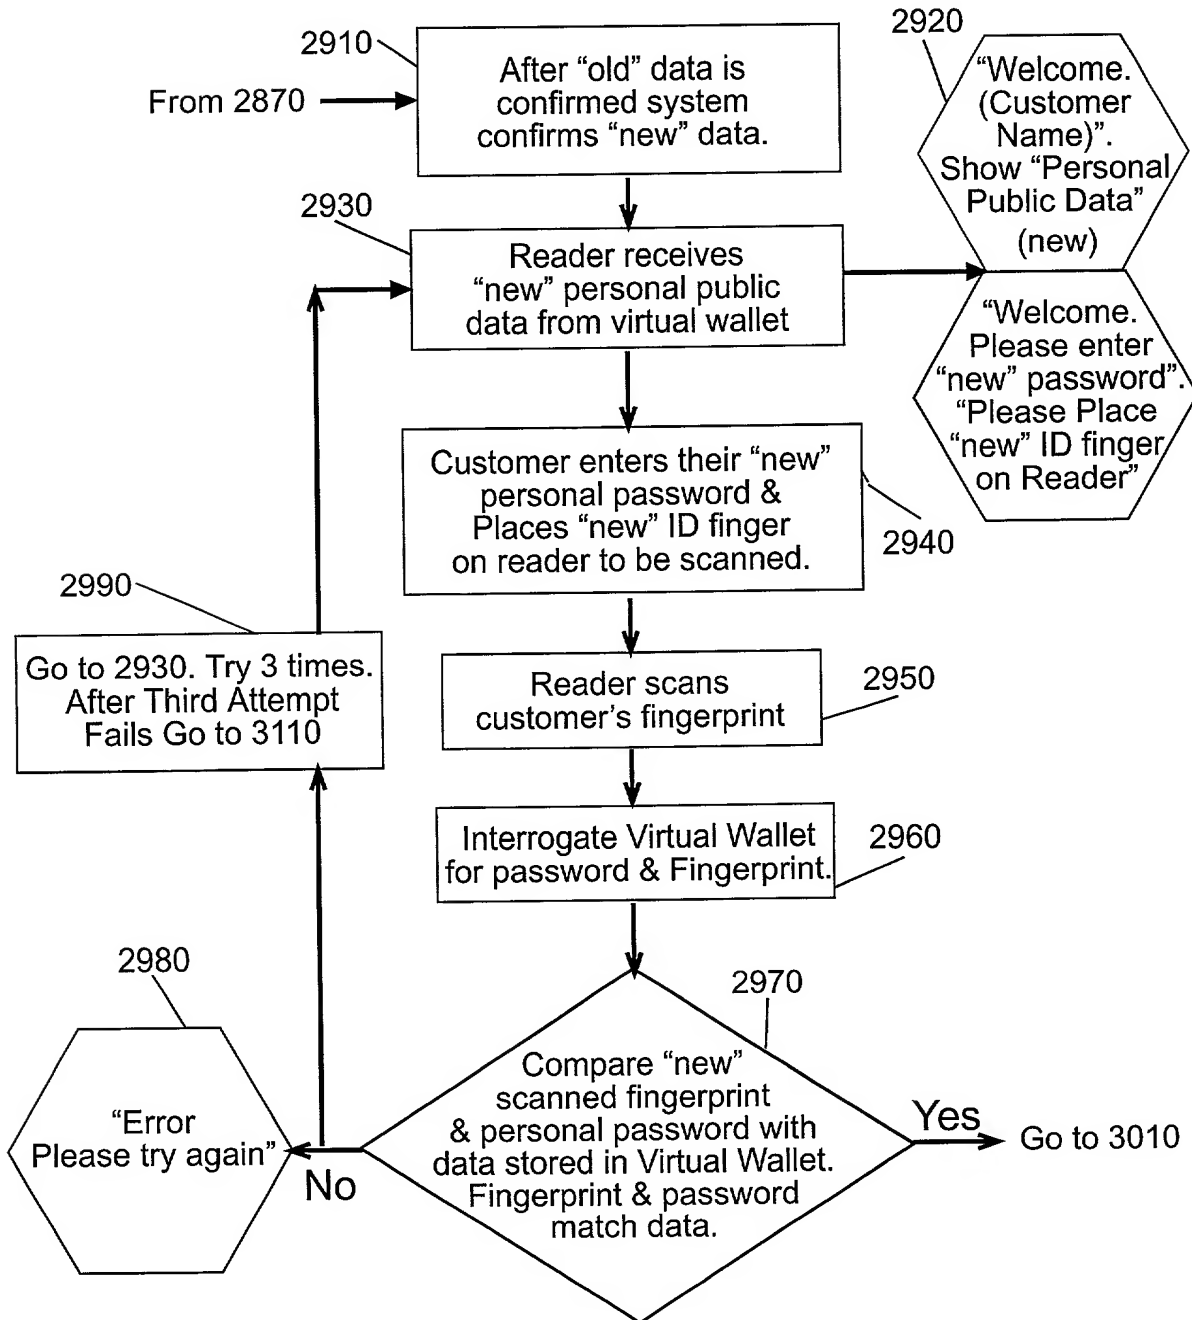 2910
From 2870
After “old” data is
confirmed system
confirms “new” data.
2920
“Welcome.
(Customer
Name)”.
Show “Personal
Public Data”
(new)
“Welcome.
Please enter
“new” password”.
“Please Place
“new” ID finger
on Reader”
2930
Reader receives
“new” personal public
data from virtual wallet
Customer enters their “new”
personal password &
Places “new” ID finger
on reader to be scanned.
2940
2990
Go to 2930. Try 3 times.
After Third Attempt
Fails Go to 3110
Reader scans
customer’s fingerprint
2950
Interrogate Virtual Wallet
for password & Fingerprint.
2960
2980
“Error
Please try again”
No
2970
Compare “new”
scanned fingerprint
& personal password with
data stored in Virtual Wallet.
Fingerprint & password
match data.
Yes
Go to 3010